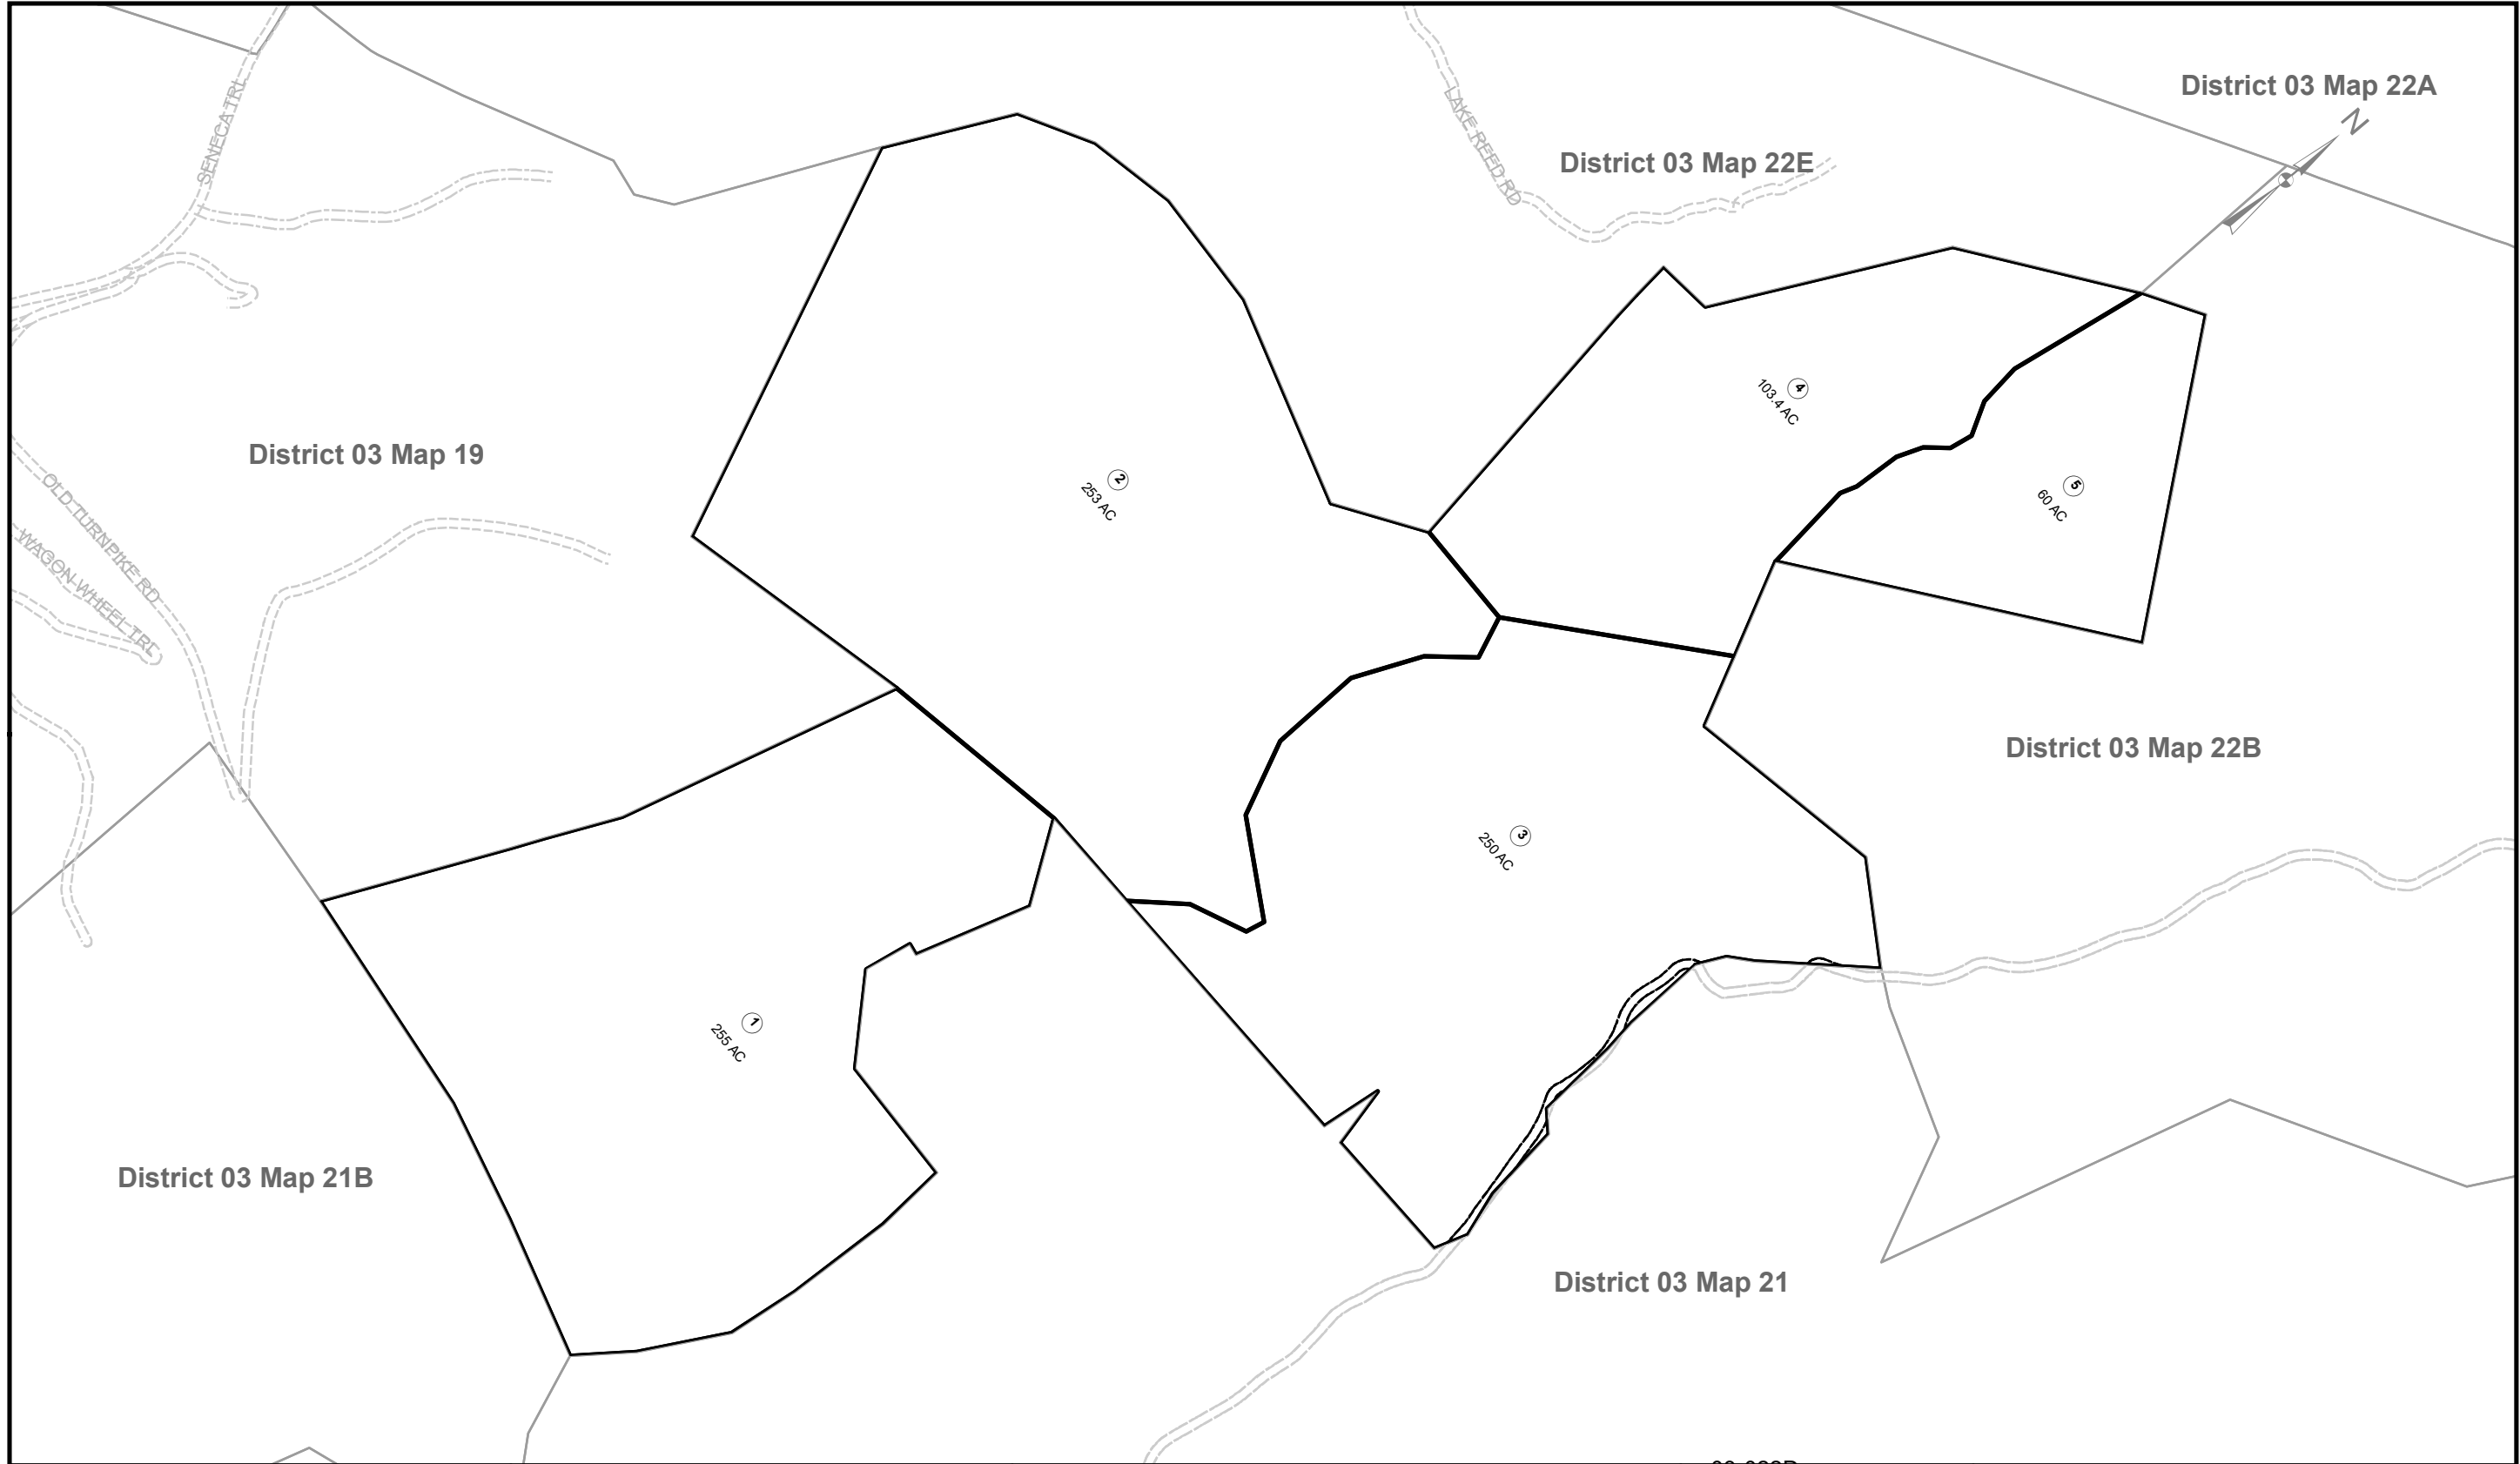 District 03 Map 22A
N
SENECA TRL
LAKE REED RD
District 03 Map 22E
4
103.4 AC
District 03 Map 19
2
253 AC
5
60 AC
OLD TURNPIKE RD
WAGON WHEEL TRL
District 03 Map 22B
3
250 AC
1
255 AC
District 03 Map 21B
District 03 Map 21